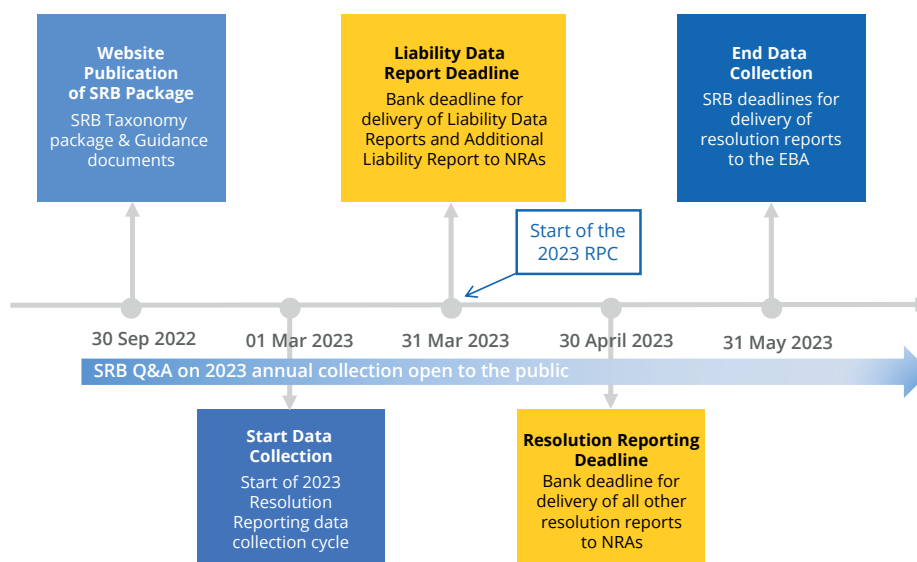 Website
Publication
of SRB Package
SRB Taxonomy
package & Guidance
documents
Liability Data
Report Deadline
Bank deadline for
delivery of Liability Data
Reports and Additional
Liability Report to NRAs
End Data
Collection
SRB deadlines for
delivery of
resolution reports
to the EBA
Start of the
2023 RPC
30 Sep 2022
01 Mar 2023
31 Mar 2023
30 April 2023
31 May 2023
SRB Q&A on 2023 annual collection open to the public
Start Data
Collection
Start of 2023
Resolution
Reporting data
collection cycle
Resolution Reporting
Deadline
Bank deadline for
delivery of all other
resolution reports
to NRAs